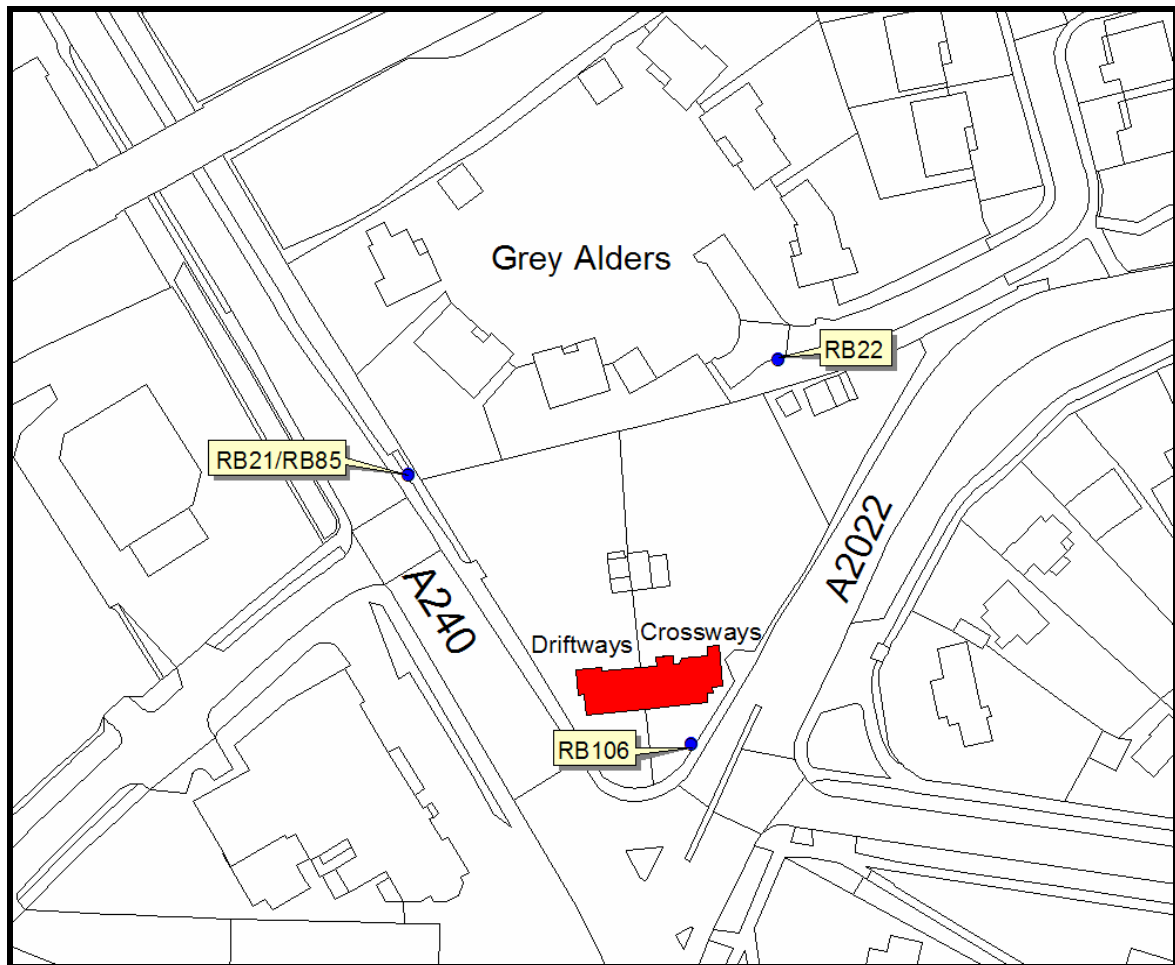 Grey Alders
RB22
RB21/RB85
A2022
A240
Driftways
Crossways
RB106